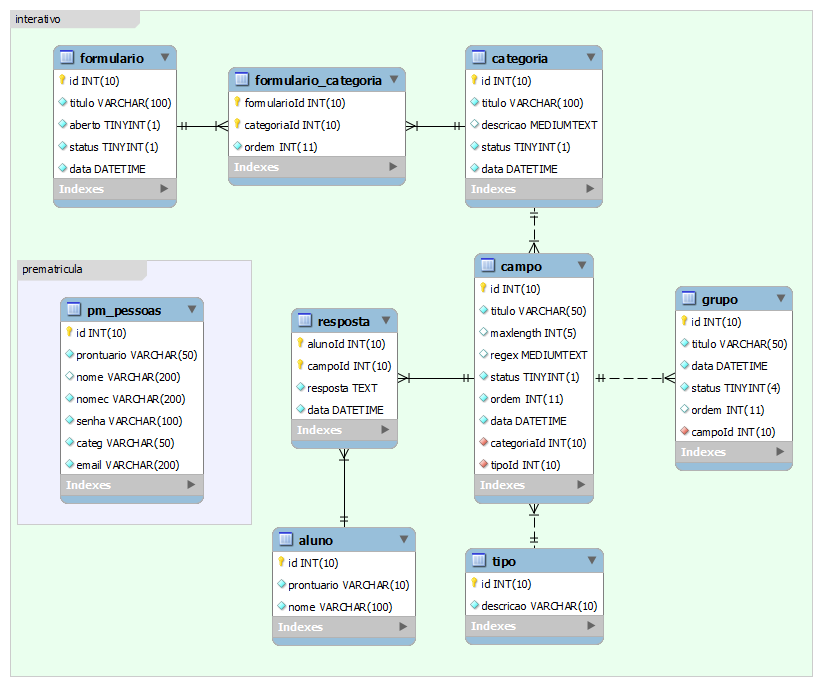 interativo
formulario
id INT(10)
titulo VARCHAR(100)
aberto TINYINT(1)
status TINYINT(1)
data DATETIME
Indexes
formulario_categoria
fomularioId INT(10)
categoriaId INT(10)
ordem INT(11)
Indexes
categoria
id INT(10)
titulo VARCHAR(100)
descricao MEDIUMTEXT
status TINYINT(1)
data DATETIME
Indexes
prematricula
pm_pessoas
id INT(10)
prontuario VARCHAR(50)
nome VARCHAR(200)
nomec VARCHAR(200)
senha VARCHAR(100)
categ VARCHAR(50)
email VARCHAR(200)
Indexes
resposta
alunoId INT(10)
campoId INT(10)
resposta TEXT
data DATETIME
Indexes
campo
id INT(10)
titulo VARCHAR(50)
maxlength INT(5)
regex MEDIUMTEXT
status TINYINT(1)
ordem INT(11)
data DATETIME
categoriaId INT(10)
tipoId INT(10)
Indexes
grupo
id INT(10)
titulo VARCHAR(50)
data DATETIME
status TINYINT(4)
ordem INT(11)
campoId INT(10)
Indexes
aluno
id INT(10)
prontuario VARCHAR(10)
nome VARCHAR(100)
Indexes
tipo
id INT(10)
descricao VARCHAR(10)
Indexes